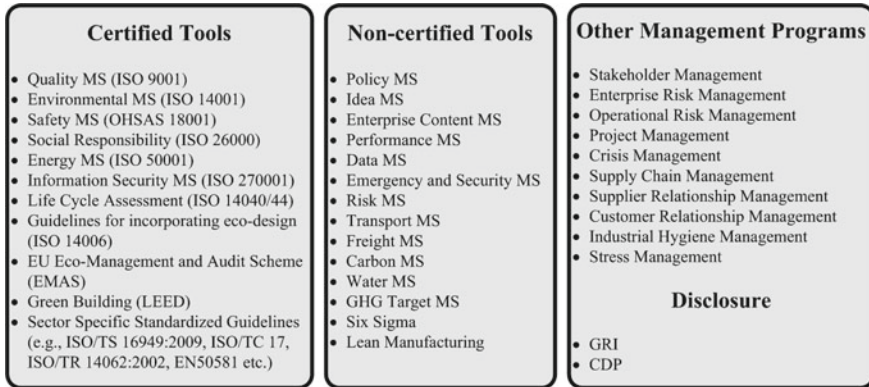 Certified Tools
• Quality MS (ISO 9001)
• Environmental MS (ISO 14001)
• Safety MS (OHSAS 18001)
• Social Responsibility (ISO 26000)
• Energy MS (ISO 50001)
• Information Security MS (ISO 270001)
• Life Cycle Assessment (ISO 14040/44)
• Guidelines for incorporating eco-design
(ISO 14006)
• EU Eco-Management and Audit Scheme
(EMAS)
• Green Building (LEED)
• Sector Specific Standardized Guidelines
(e.g., ISO/TS 16949:2009, ISO/TC 17,
ISO/TR 14062:2002, EN50581 etc.)
Non-certified Tools
• Policy MS
• Idea MS
• Enterprise Content MS
• Performance MS
• Data MS
• Emergency and Security MS
• Risk MS
• Transport MS
• Freight MS
• Carbon MS
• Water MS
• GHG Target MS
• Six Sigma
• Lean Manufacturing
Other Management Programs
• Stakeholder Management
• Enterprise Risk Management
• Operational Risk Management
• Project Management
• Crisis Management
• Supply Chain Management
• Supplier Relationship Management
• Customer Relationship Management
• Industrial Hygiene Management
• Stress Management
Disclosure
• GRI
• CDP